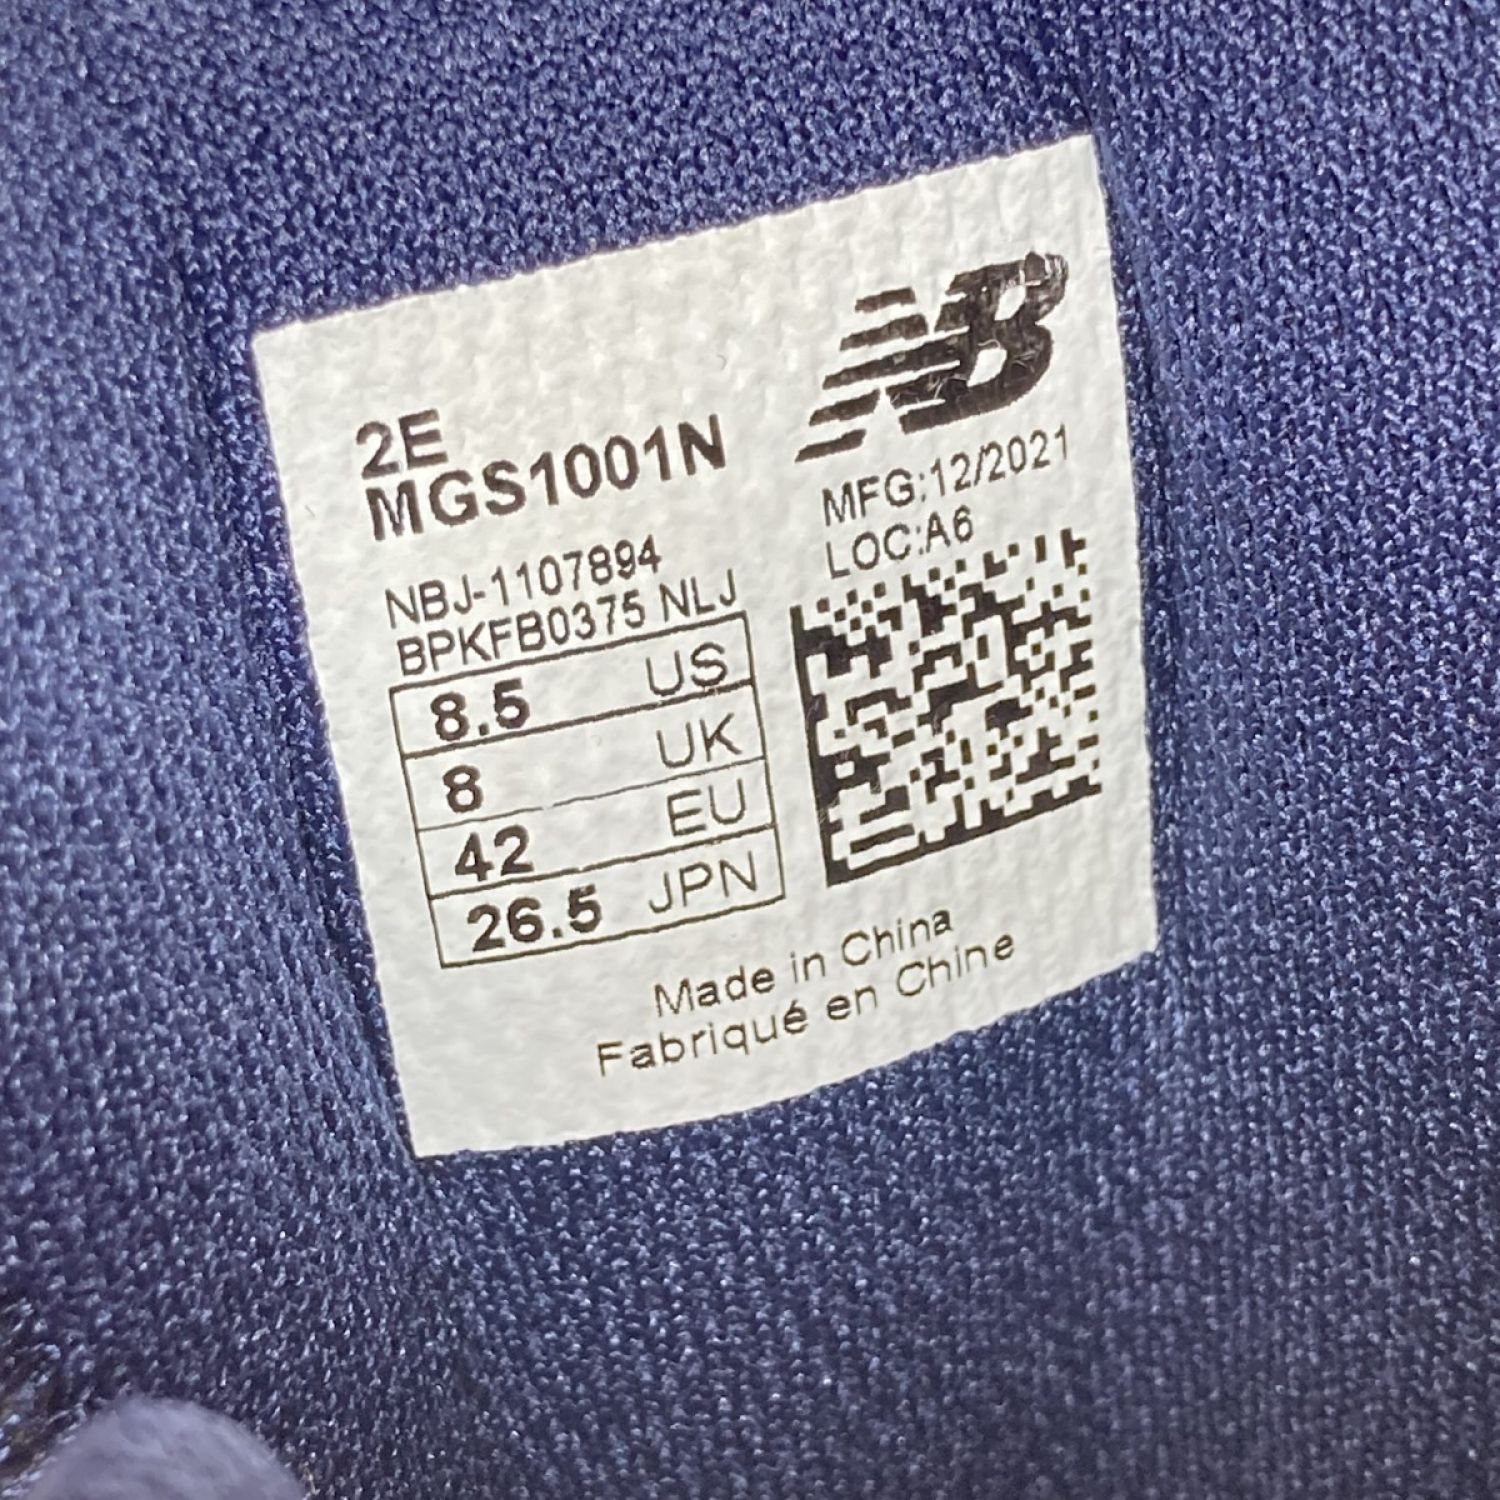 NB
2E
MGS1001N
MFG:12/2021
LOC:A6
NBJ-1107894
BPKFB0375 NLJ
8.5 US
8 UK
42 EU
26.5 JPN
Made in China
Fabriqué en Chine